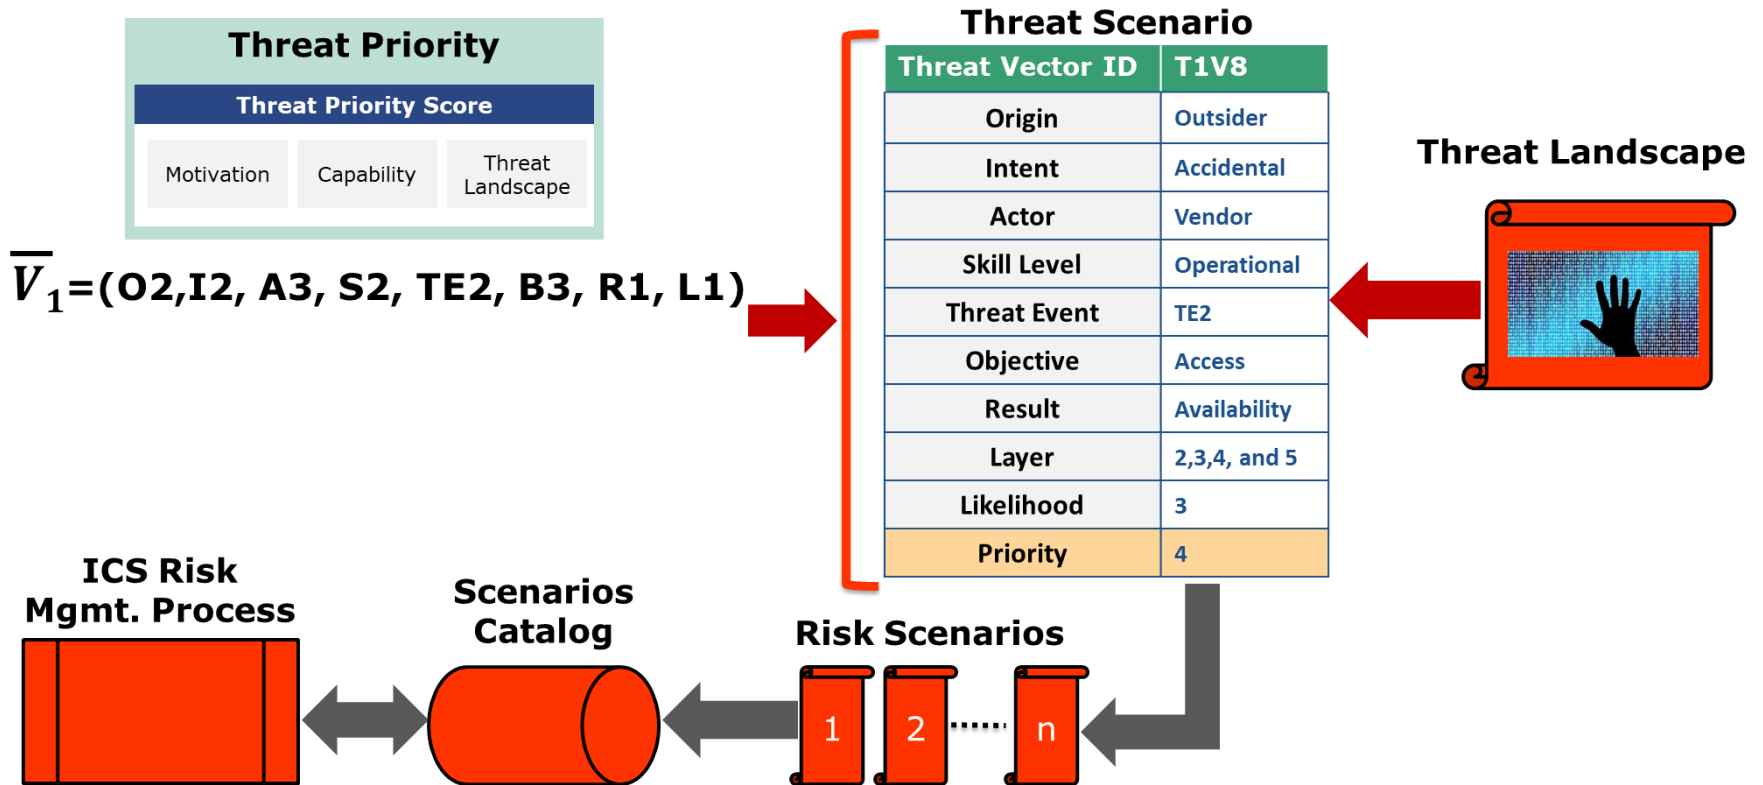 Threat Priority
Threat Priority Score
Motivation
Capability
Threat
Landscape
V̅₁=(O2,I2, A3, S2, TE2, B3, R1, L1)
Threat Scenario
Threat Vector ID T1V8
Origin Outsider
Intent Accidental
Actor Vendor
Skill Level Operational
Threat Event TE2
Objective Access
Result Availability
Layer 2,3,4, and 5
Likelihood 3
Priority 4
Threat Landscape
ICS Risk
Mgmt. Process
Scenarios
Catalog
Risk Scenarios
1 2 ........ n